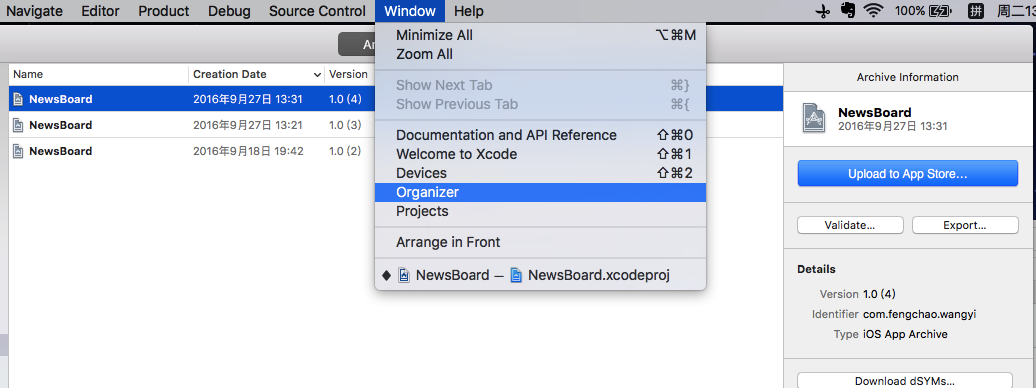 Navigate Editor Product Debug Source Control Window Help 100% 拼 周二13
Minimize All ⌥⌘M
Zoom All
Show Next Tab ⌘}
Show Previous Tab ⌘{
Documentation and API Reference ⇧⌘0
Welcome to Xcode ⇧⌘1
Devices ⇧⌘2
Organizer
Projects
Arrange in Front
NewsBoard — NewsBoard.xcodeproj
Name Creation Date Version
NewsBoard 2016年9月27日 13:31 1.0 (4)
NewsBoard 2016年9月27日 13:21 1.0 (3)
NewsBoard 2016年9月18日 19:42 1.0 (2)
Archive Information
NewsBoard
2016年9月27日 13:31
Upload to App Store...
Validate... Export...
Details
Version 1.0 (4)
Identifier com.fengchao.wangyi
Type iOS App Archive
Download dSYMs...